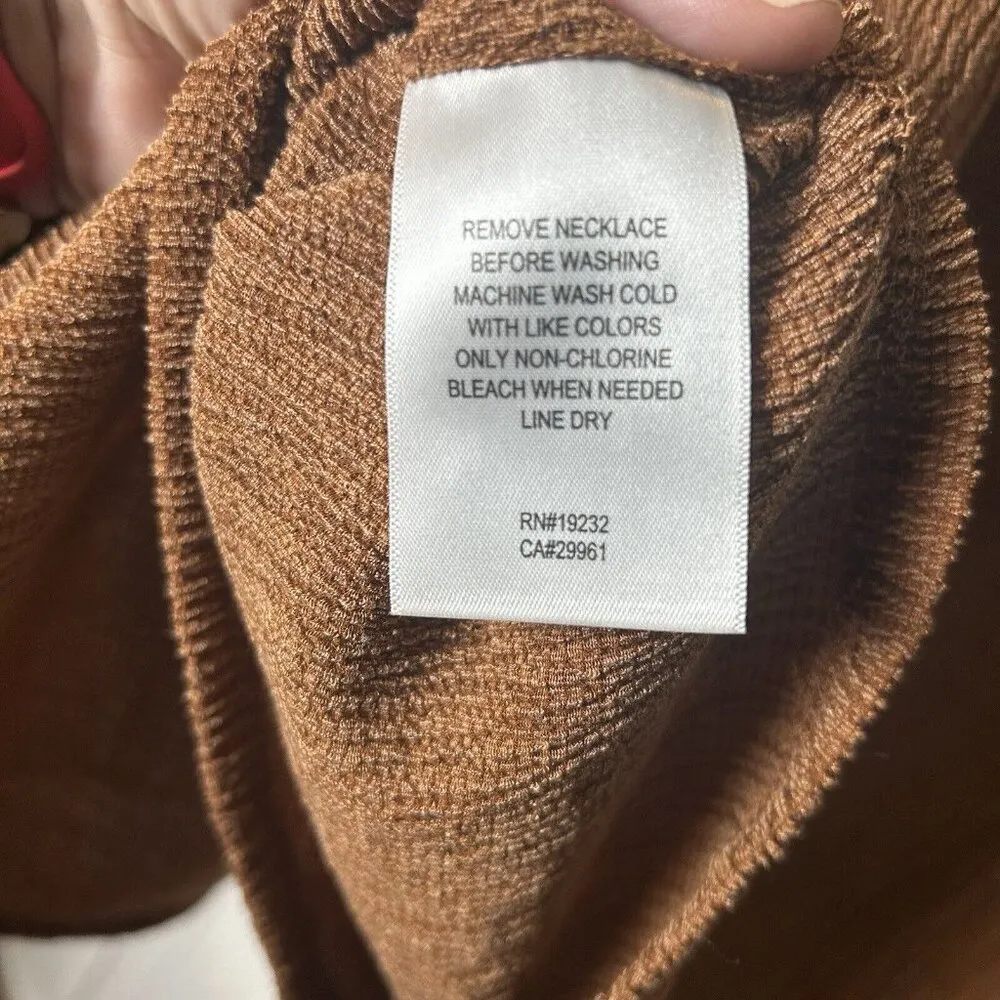 REMOVE NECKLACE
BEFORE WASHING
MACHINE WASH COLD
WITH LIKE COLORS
ONLY NON-CHLORINE
BLEACH WHEN NEEDED
LINE DRY
RN#19232
CA#29961